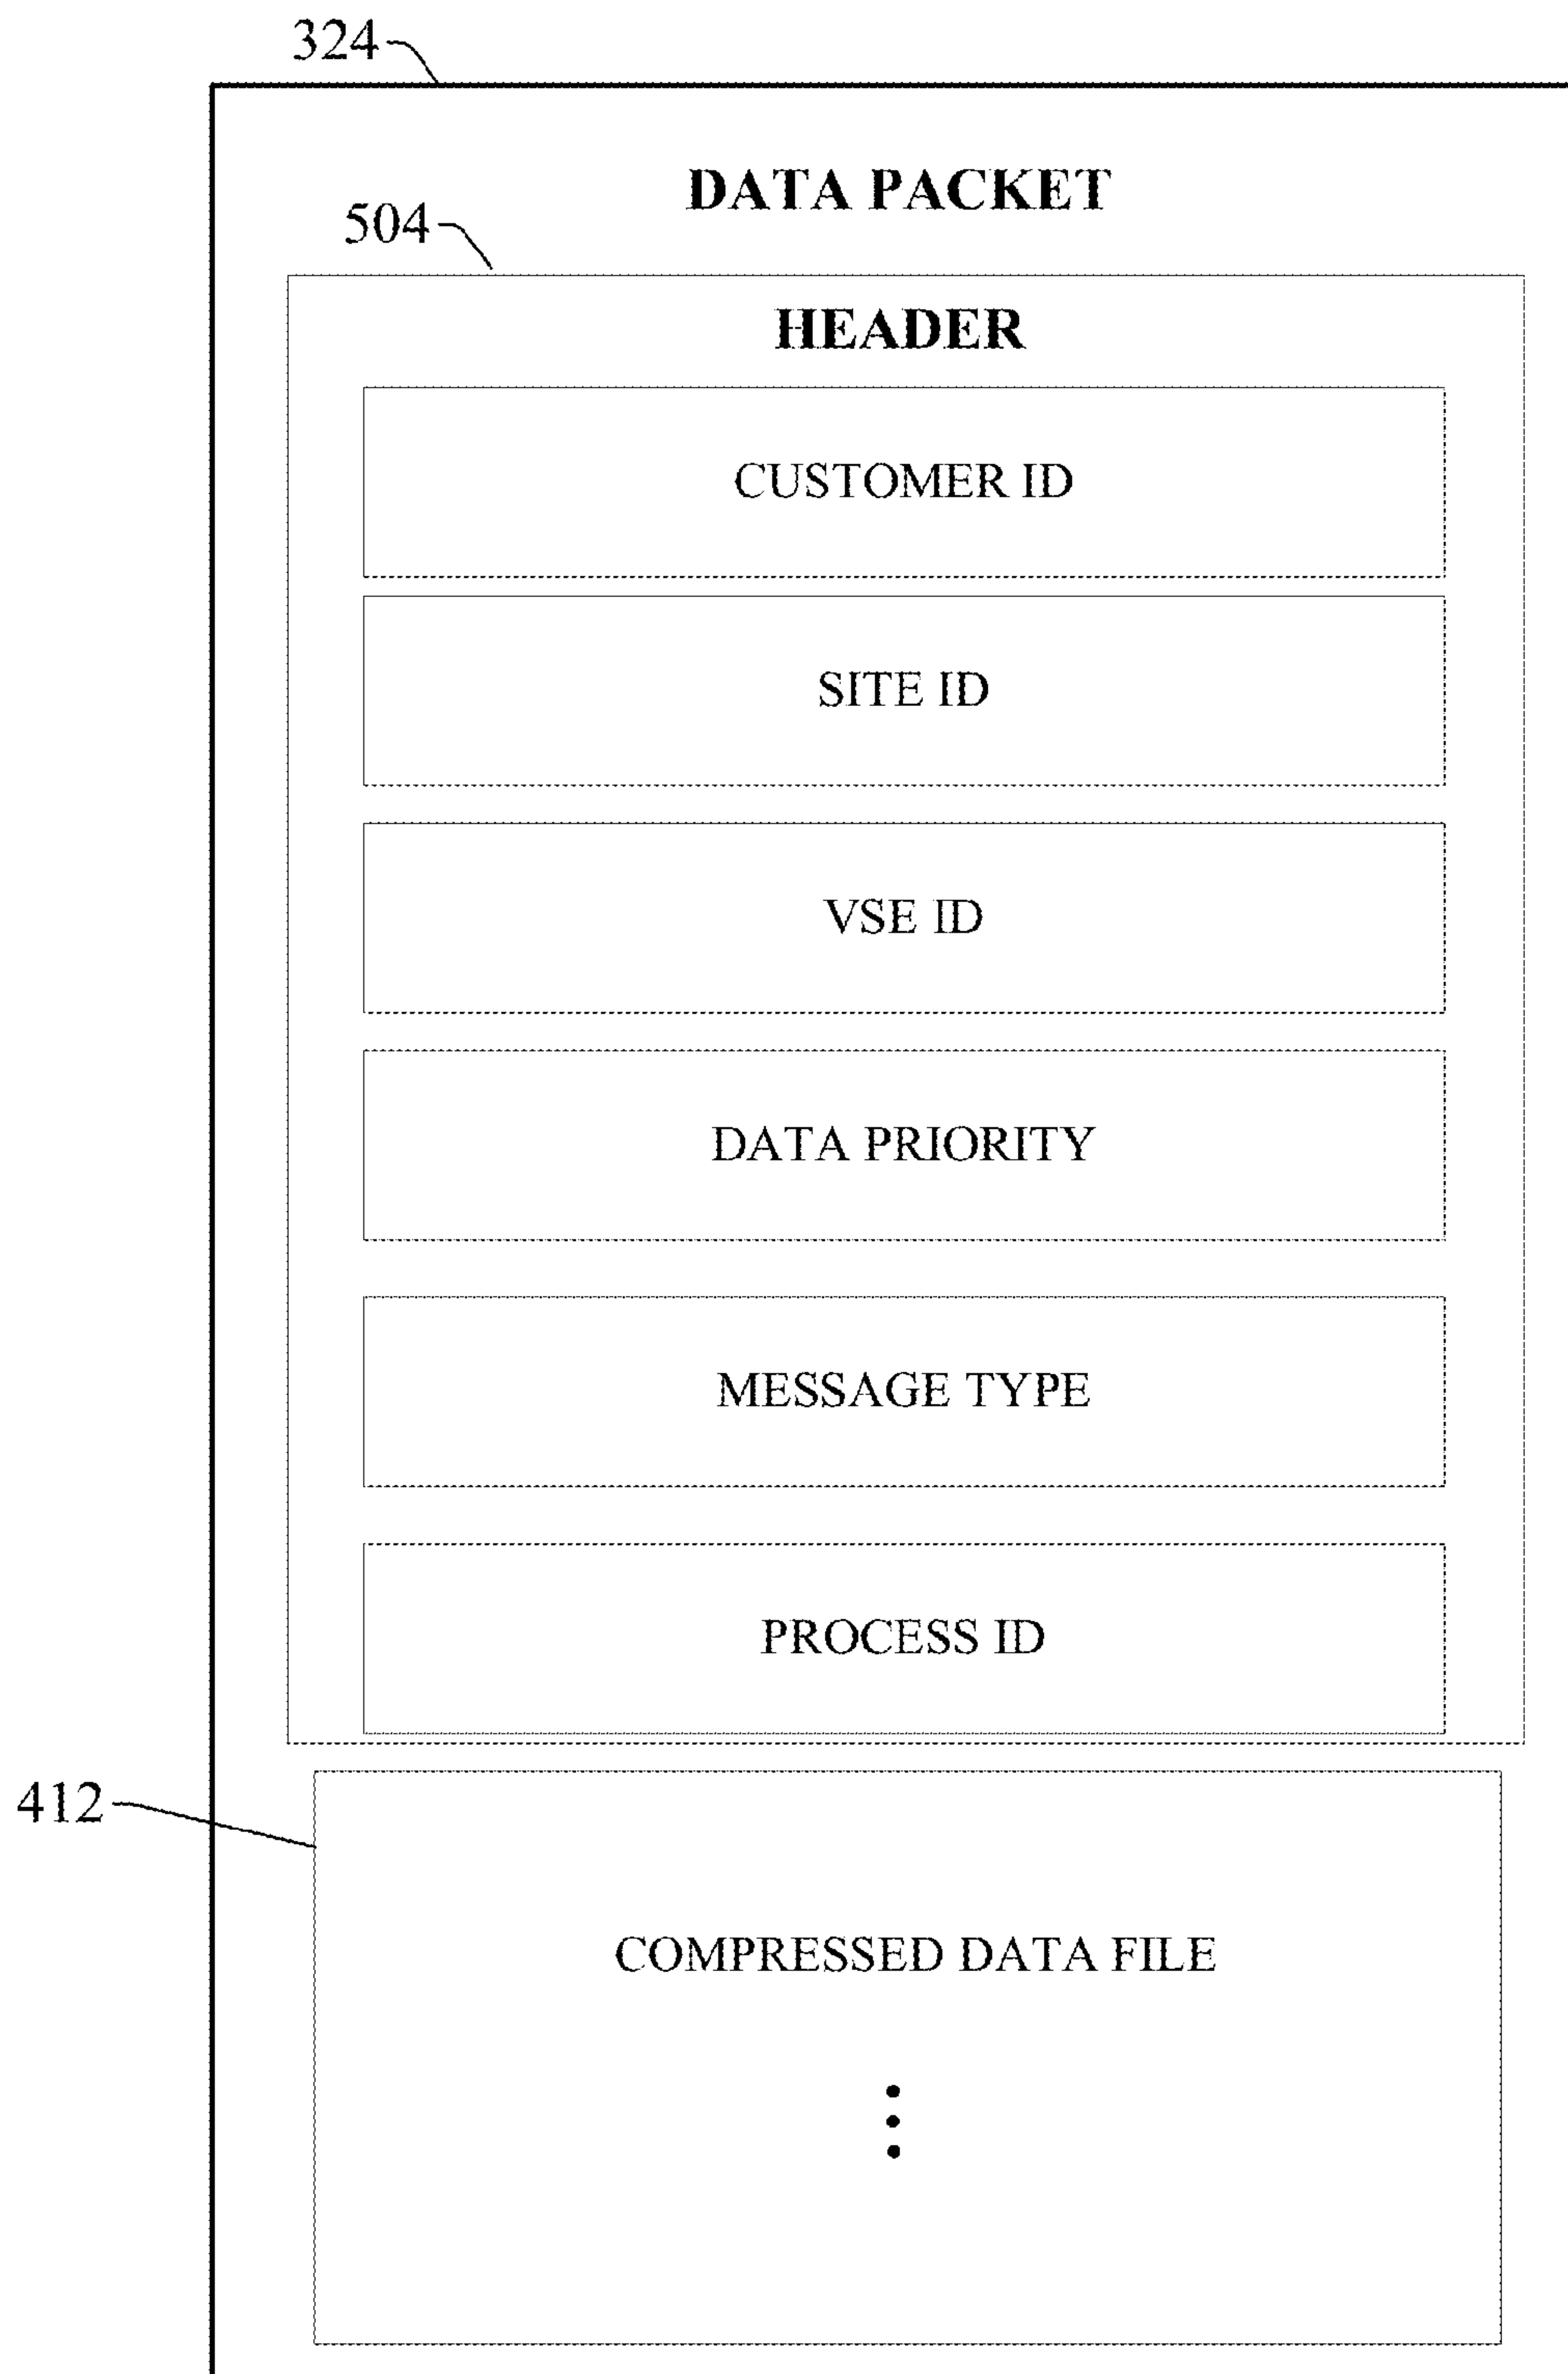 324
DATA PACKET
504
HEADER
CUSTOMER ID
SITE ID
VSE ID
DATA PRIORITY
MESSAGE TYPE
PROCESS ID
412
COMPRESSED DATA FILE